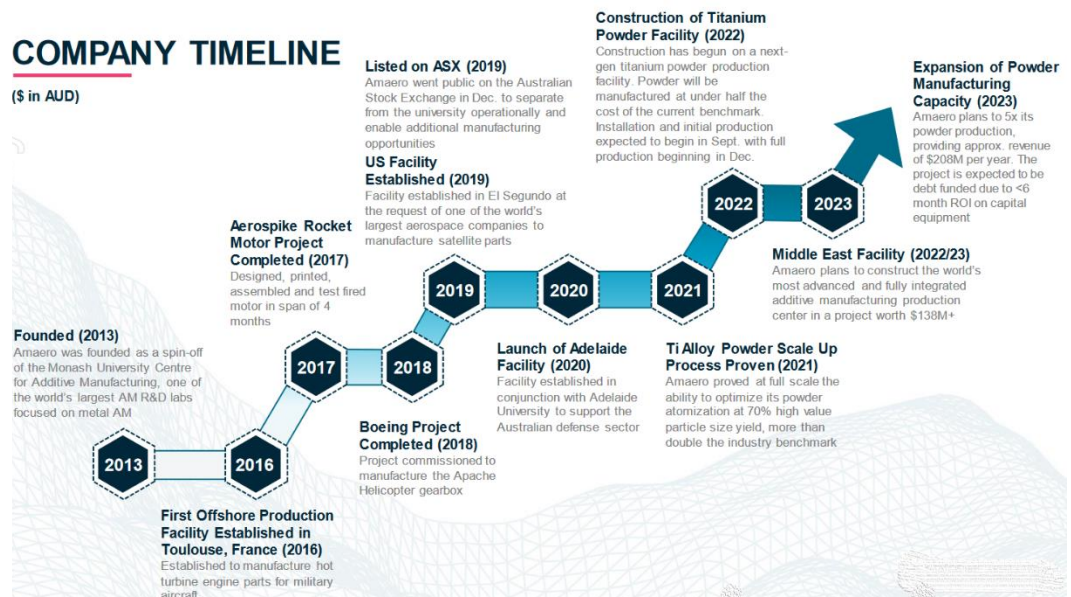 COMPANY TIMELINE
($ in AUD)
Founded (2013)
Amaero was founded as a spin-off
of the Monash University Centre
for Additive Manufacturing, one of
the world's largest AM R&D labs
focused on metal AM
2013
2016
First Offshore Production
Facility Established in
Toulouse, France (2016)
Established to manufacture hot
turbine engine parts for military
aircraft
Aerospike Rocket
Motor Project
Completed (2017)
Designed, printed,
assembled and test fired
motor in span of 4
months
2017
2018
Boeing Project
Completed (2018)
Project commissioned to
manufacture the Apache
Helicopter gearbox
Listed on ASX (2019)
Amaero went public on the Australian
Stock Exchange in Dec. to separate
from the university operationally and
enable additional manufacturing
opportunities
US Facility
Established (2019)
Facility established in El Segundo at
the request of one of the world's
largest aerospace companies to
manufacture satellite parts
2019
2020
Launch of Adelaide
Facility (2020)
Facility established in
conjunction with Adelaide
University to support the
Australian defense sector
2021
Ti Alloy Powder Scale Up
Process Proven (2021)
Amaero proved at full scale the
ability to optimize its powder
atomization at 70% high value
particle size yield, more than
double the industry benchmark
Construction of Titanium
Powder Facility (2022)
Construction has begun on a next-
gen titanium powder production
facility. Powder will be
manufactured at under half the
cost of the current benchmark.
Installation and initial production
expected to begin in Sept. with full
production beginning in Dec.
2022
2023
Middle East Facility (2022/23)
Amaero plans to construct the world's
most advanced and fully integrated
additive manufacturing production
center in a project worth $138M+
Expansion of Powder
Manufacturing
Capacity (2023)
Amaero plans to 5x its
powder production,
providing approx. revenue
of $208M per year. The
project is expected to be
debt funded due to <6
month ROI on capital
equipment